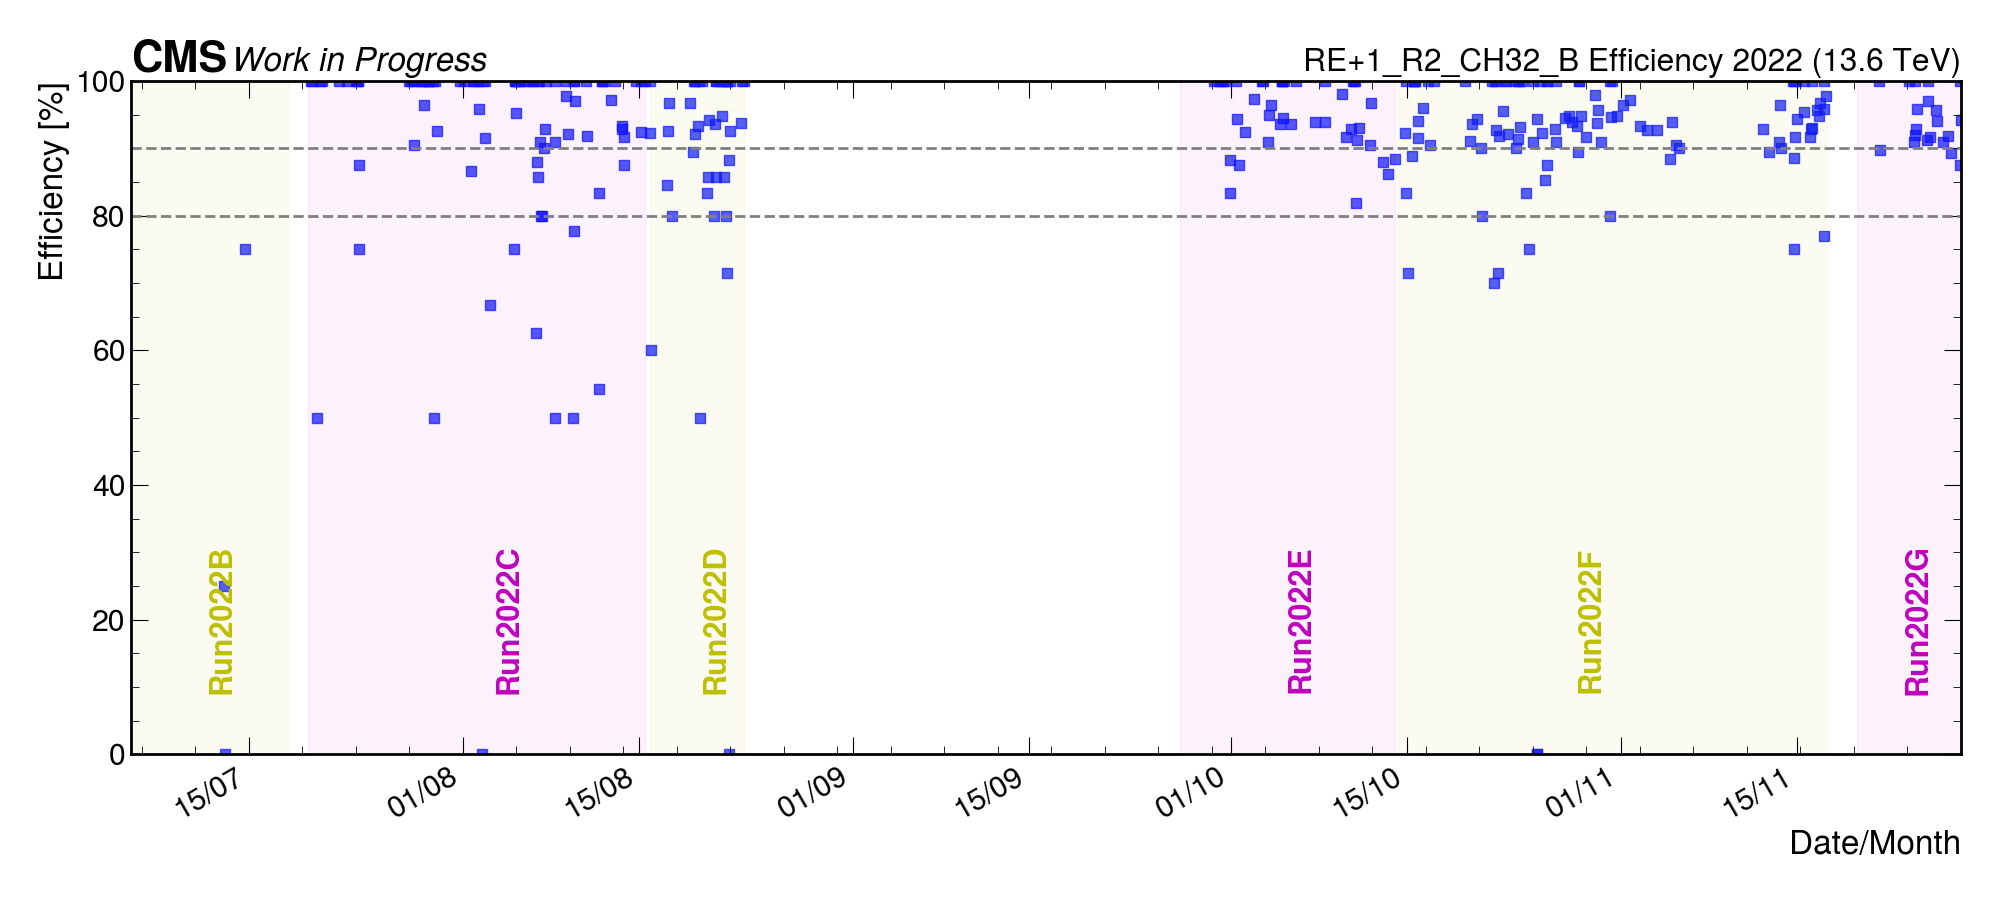 CMS Work in Progress
RE+1_R2_CH32_B Efficiency 2022 (13.6 TeV)
Efficiency [%]
100
80
60
40
20
0
Run2022B
Run2022C
Run2022D
Run2022E
Run2022F
Run2022G
15/07
01/08
15/08
01/09
15/09
01/10
15/10
01/11
15/11
Date/Month